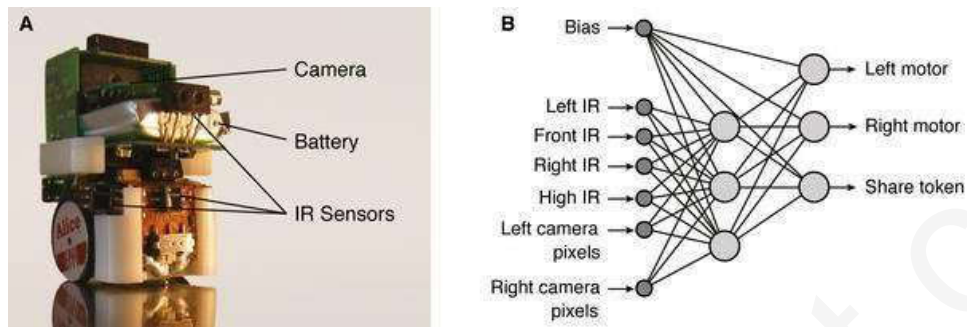 A
Camera
Battery
IR Sensors
Alice
B
Bias
Left IR
Front IR
Right IR
High IR
Left camera
pixels
Right camera
pixels
Left motor
Right motor
Share token